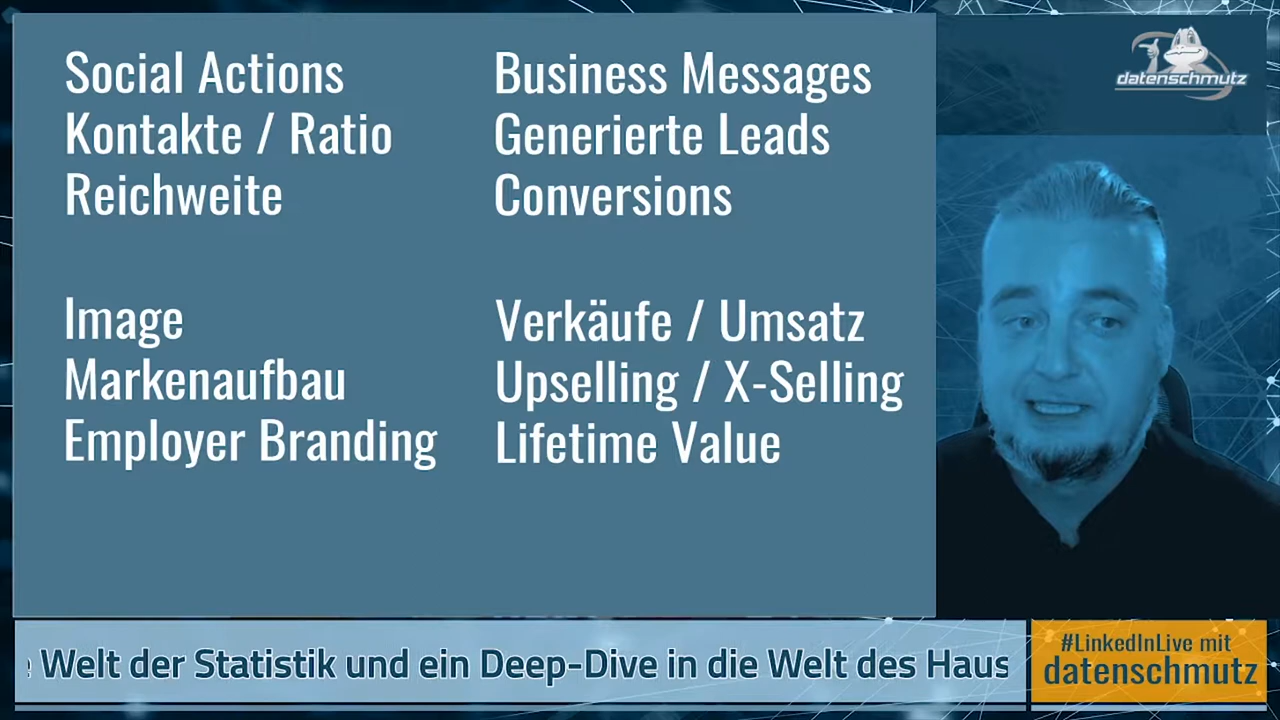 Social Actions
Kontakte / Ratio
Reichweite
Image
Markenaufbau
Employer Branding
Business Messages
Generierte Leads
Conversions
Verkäufe / Umsatz
Upselling / X-Selling
Lifetime Value
datenschmutz
Welt der Statistik und ein Deep-Dive in die Welt des Haus
#LinkedInLive mit
datenschmutz